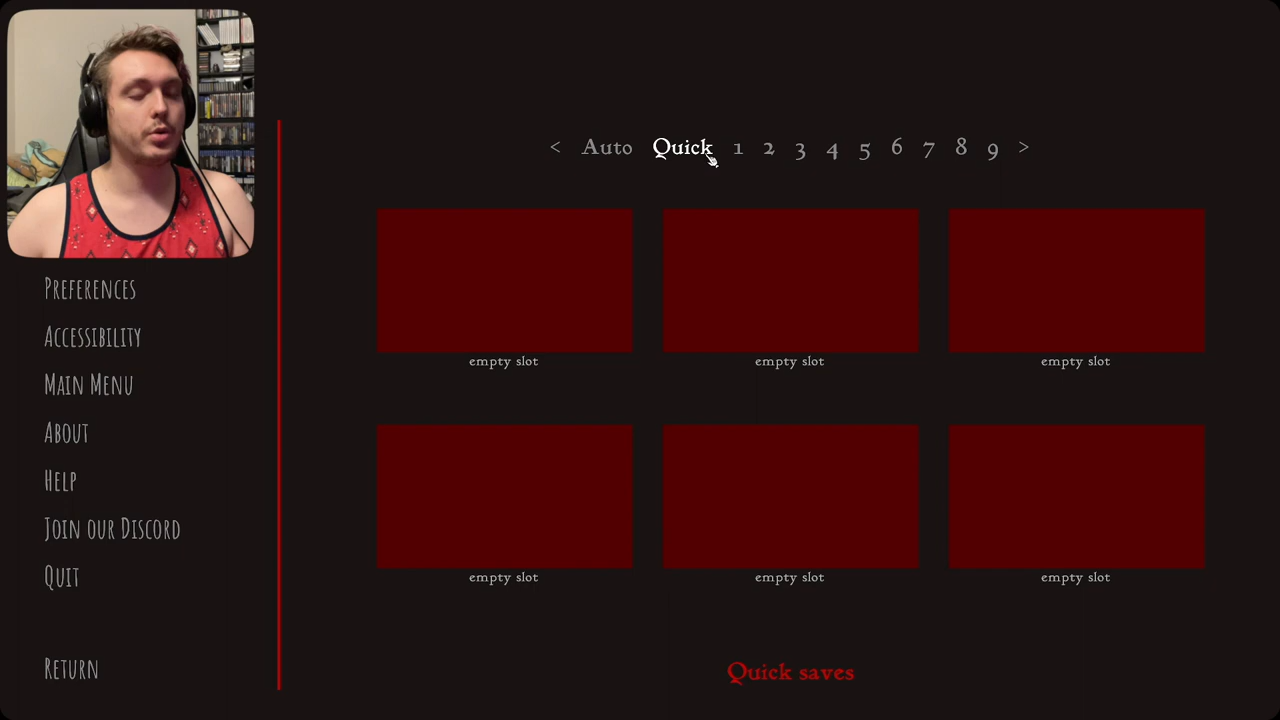 < Auto Quick 1 2 3 4 5 6 7 8 9 >
empty slot empty slot empty slot
empty slot empty slot empty slot
Quick saves
Preferences
Accessibility
Main Menu
About
Help
Join our Discord
Quit
Return